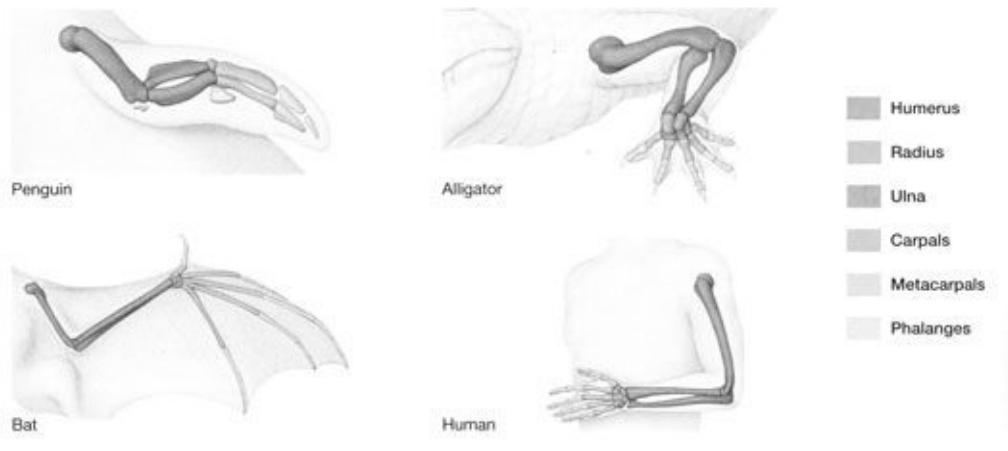 Penguin
Alligator
Bat
Human
Humerus
Radius
Ulna
Carpals
Metacarpals
Phalanges